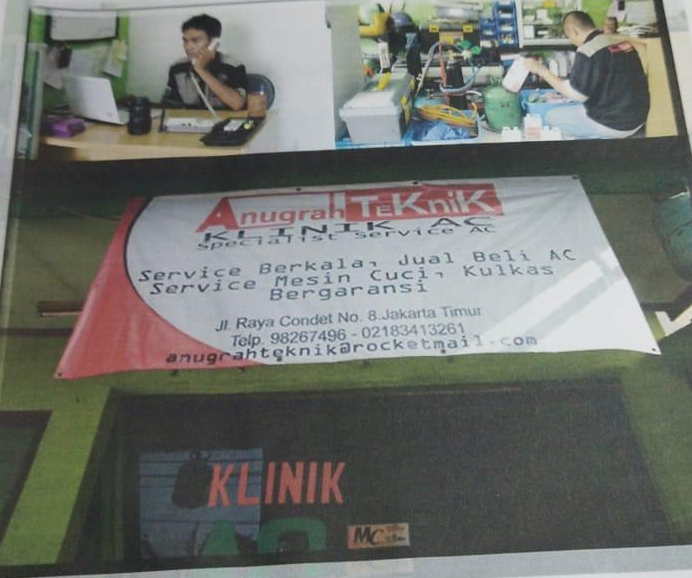 Anugrah TEKniK
KLINIK AC
Specialist Service AC
Service Berkala, Jual Beli AC
Service Mesin Cuci, Kulkas
Bergaransi
Jl. Raya Condet No. 8.Jakarta Timur
Telp. 98267496 - 02183413261
anugrahteknik@rocketmail.com
KLINIK
AC
MC